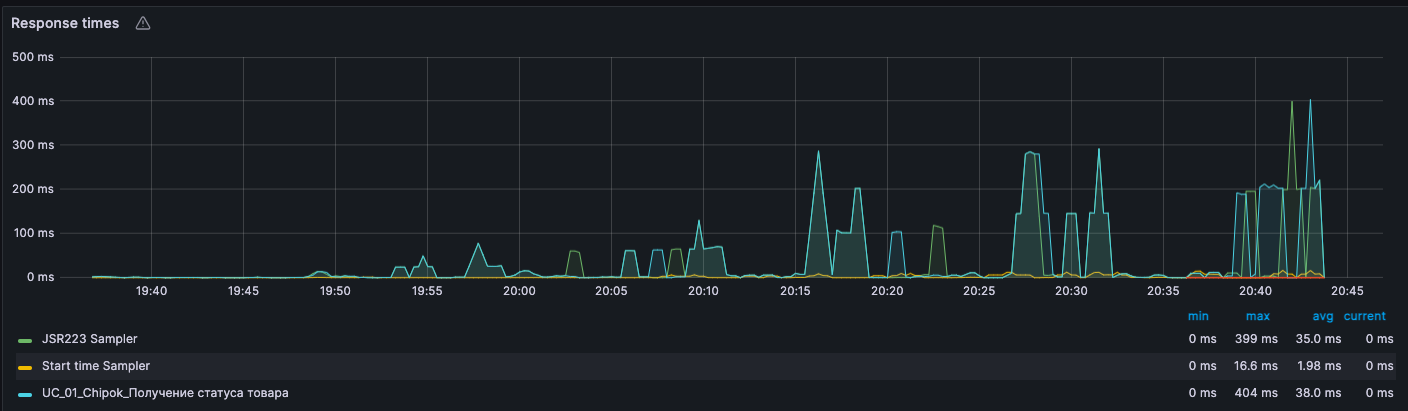 Response times
500 ms
400 ms
300 ms
200 ms
100 ms
0 ms
19:40 19:45 19:50 19:55 20:00 20:05 20:10 20:15 20:20 20:25 20:30 20:35 20:40 20:45
min max avg current
JSR223 Sampler 0 ms 399 ms 35.0 ms 0 ms
Start time Sampler 0 ms 16.6 ms 1.98 ms 0 ms
UC_01_Chipok_Получение статуса товара 0 ms 404 ms 38.0 ms 0 ms